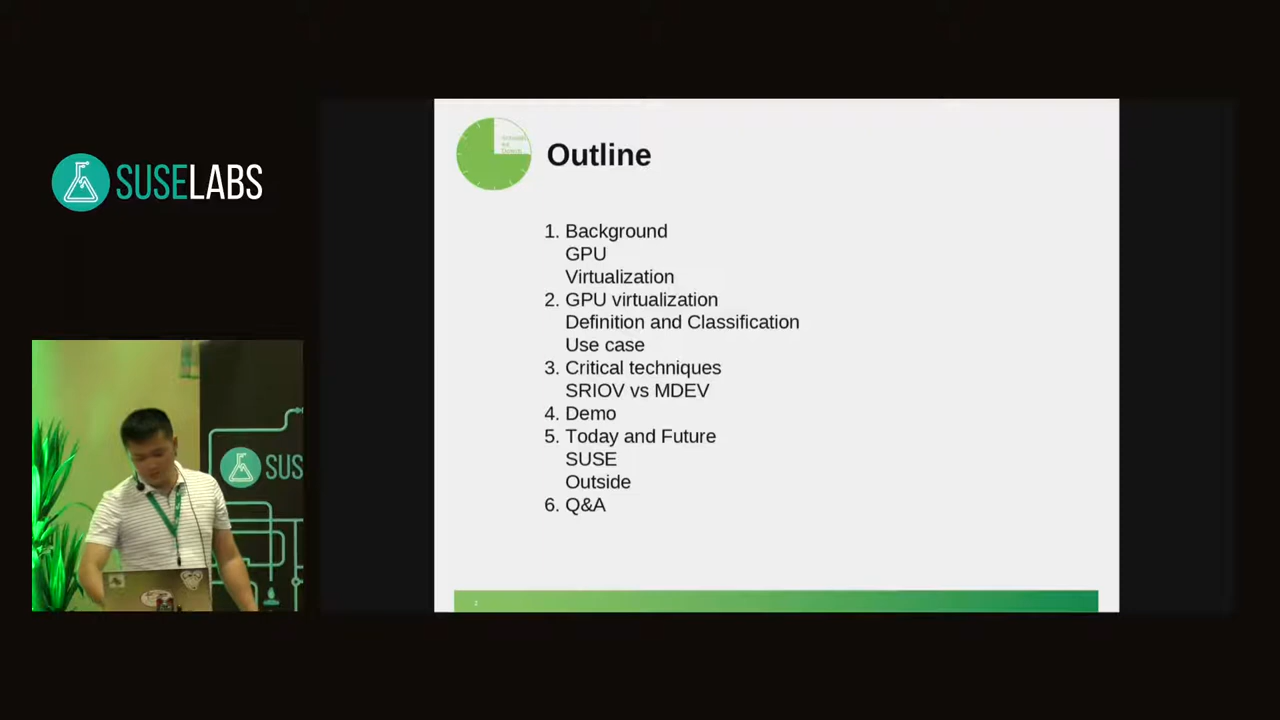 SUSELABS
Outline
1. Background
GPU
Virtualization
2. GPU virtualization
Definition and Classification
Use case
3. Critical techniques
SRIOV vs MDEV
4. Demo
5. Today and Future
SUSE
Outside
6. Q&A
SUS
2